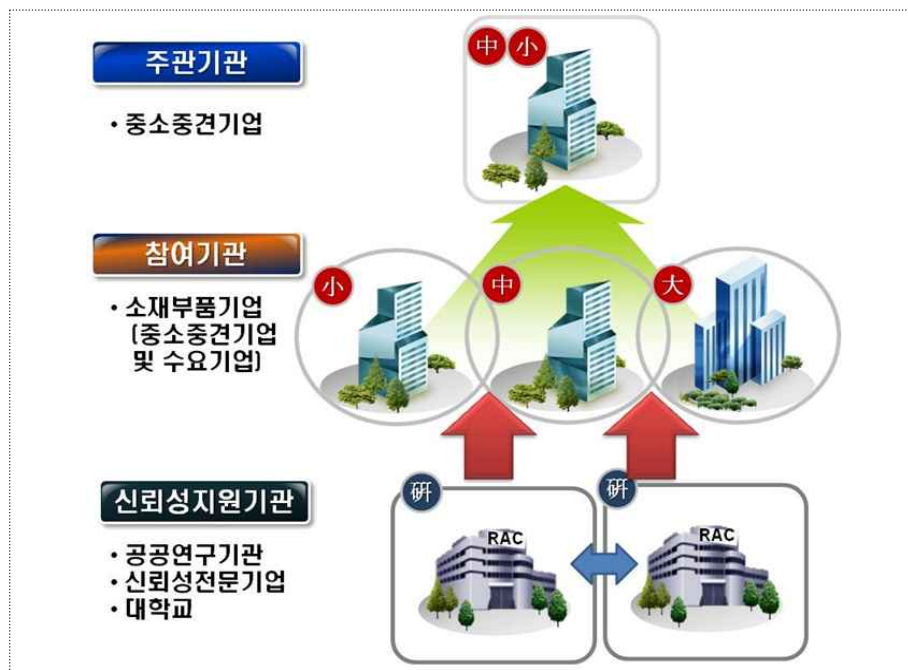 주관기관
• 중소중견기업
中 小
참여기관
• 소재부품기업
(중소중견기업
및 수요기업)
小
中
大
신뢰성지원기관
• 공공연구기관
• 신뢰성전문기업
• 대학교
硏
RAC
硏
RAC